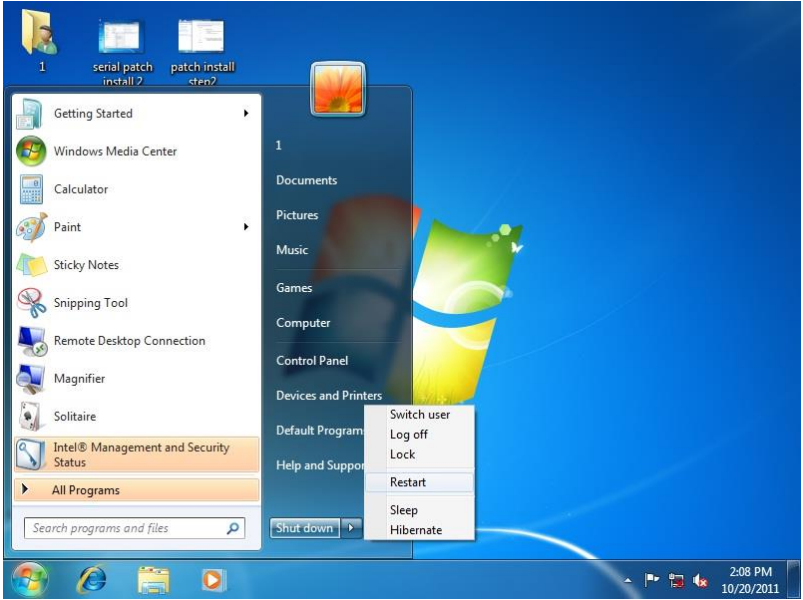 1
serial patch
install 2
patch install
step2
Getting Started
Windows Media Center
Calculator
Paint
Sticky Notes
Snipping Tool
Remote Desktop Connection
Magnifier
Solitaire
Intel® Management and Security
Status
All Programs
Search programs and files
1
Documents
Pictures
Music
Games
Computer
Control Panel
Devices and Printers
Default Program
Help and Suppor
Shut down
Switch user
Log off
Lock
Restart
Sleep
Hibernate
2:08 PM
10/20/2011